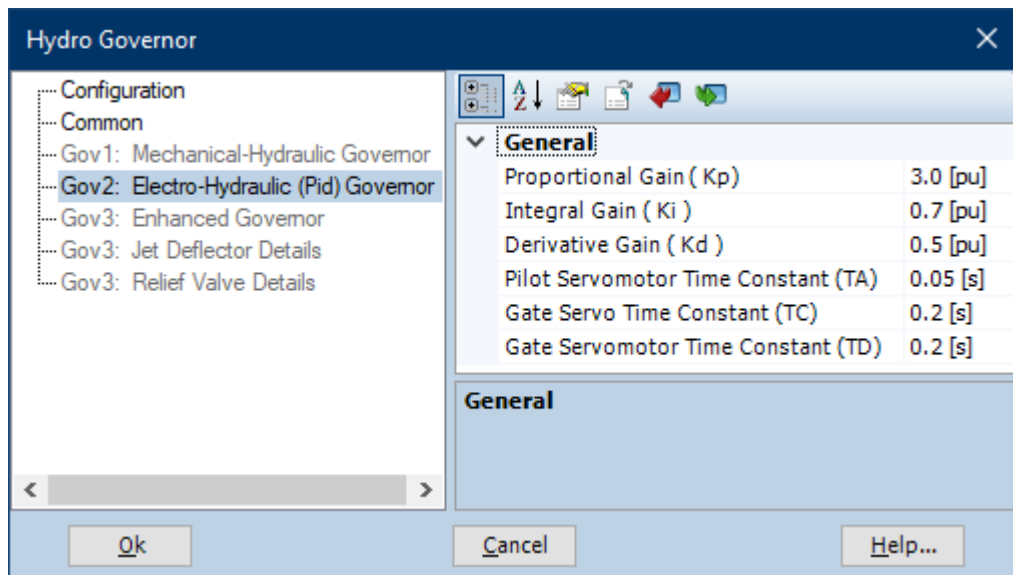 Hydro Governor
Configuration
Common
Gov1: Mechanical-Hydraulic Governor
Gov2: Electro-Hydraulic (Pid) Governor
Gov3: Enhanced Governor
Gov3: Jet Deflector Details
Gov3: Relief Valve Details
General
Proportional Gain ( Kp) 3.0 [pu]
Integral Gain ( Ki ) 0.7 [pu]
Derivative Gain ( Kd ) 0.5 [pu]
Pilot Servomotor Time Constant (TA) 0.05 [s]
Gate Servo Time Constant (TC) 0.2 [s]
Gate Servomotor Time Constant (TD) 0.2 [s]
General
Ok Cancel Help...